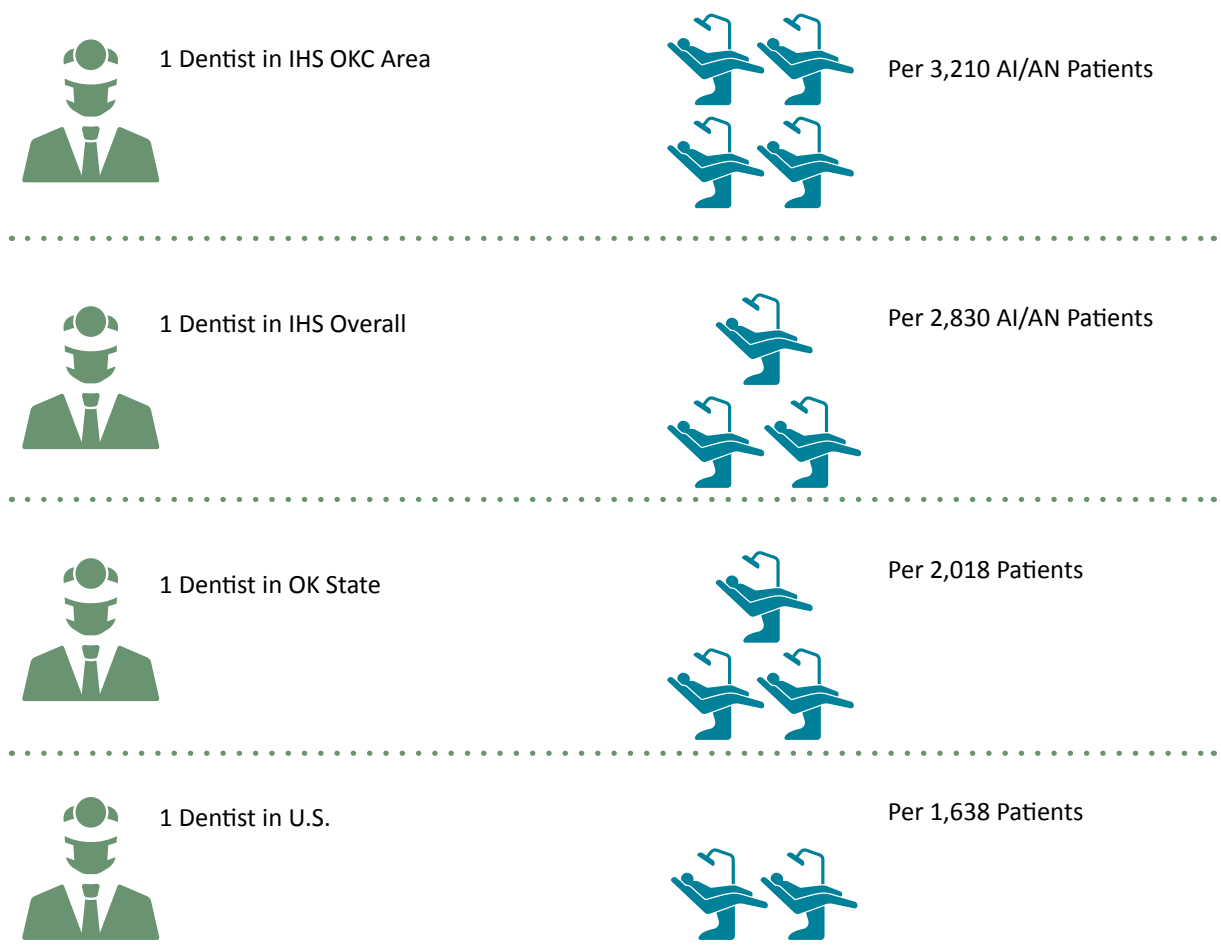 1 Dentist in IHS OKC Area
Per 3,210 AI/AN Patients
1 Dentist in IHS Overall
Per 2,830 AI/AN Patients
1 Dentist in OK State
Per 2,018 Patients
1 Dentist in U.S.
Per 1,638 Patients